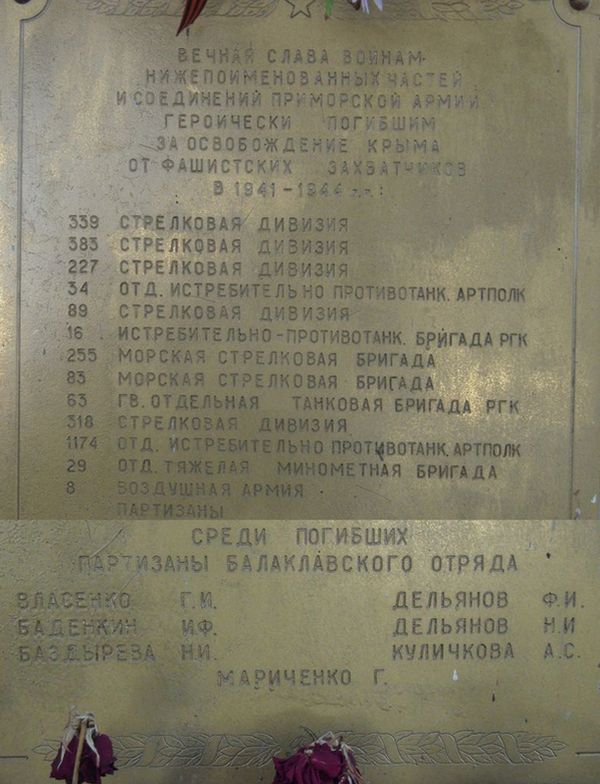 ВЕЧНАЯ СЛАВА ВОИНАМ
НИЖЕПОИМЕНОВАННЫХ ЧАСТЕЙ
И СОЕДИНЕНИЙ ПРИМОРСКОЙ АРМИИ
ГЕРОИЧЕСКИ ПОГИБШИМ
ЗА ОСВОБОЖДЕНИЕ КРЫМА
ОТ ФАШИСТСКИХ ЗАХВАТЧИКОВ
В 1941-1944 г.г.:
339 СТРЕЛКОВАЯ ДИВИЗИЯ
383 СТРЕЛКОВАЯ ДИВИЗИЯ
227 СТРЕЛКОВАЯ ДИВИЗИЯ
34 ОТД. ИСТРЕБИТЕЛЬНО ПРОТИВОТАНК. АРТПОЛК
89 СТРЕЛКОВАЯ ДИВИЗИЯ
16 ИСТРЕБИТЕЛЬНО-ПРОТИВОТАНК. БРИГАДА РГК
255 МОРСКАЯ СТРЕЛКОВАЯ БРИГАДА
83 МОРСКАЯ СТРЕЛКОВАЯ БРИГАДА
63 ГВ. ОТДЕЛЬНАЯ ТАНКОВАЯ БРИГАДА РГК
318 СТРЕЛКОВАЯ ДИВИЗИЯ
1174 ОТД. ИСТРЕБИТЕЛЬНО ПРОТИВОТАНК. АРТПОЛК
29 ОТД. ТЯЖЕЛАЯ МИНОМЕТНАЯ БРИГАДА
8 ВОЗДУШНАЯ АРМИЯ
ПАРТИЗАНЫ
СРЕДИ ПОГИБШИХ
ПАРТИЗАНЫ БАЛАКЛАВСКОГО ОТРЯДА
ВЛАСЕНКО Г.И. ДЕЛЬЯНОВ Ф.И.
БАДЕНКИН И.Ф. ДЕЛЬЯНОВ Н.И
БАЗДЫРЕВА Н.И. КУЛИЧКОВА А.С.
МАРИЧЕНКО Г.